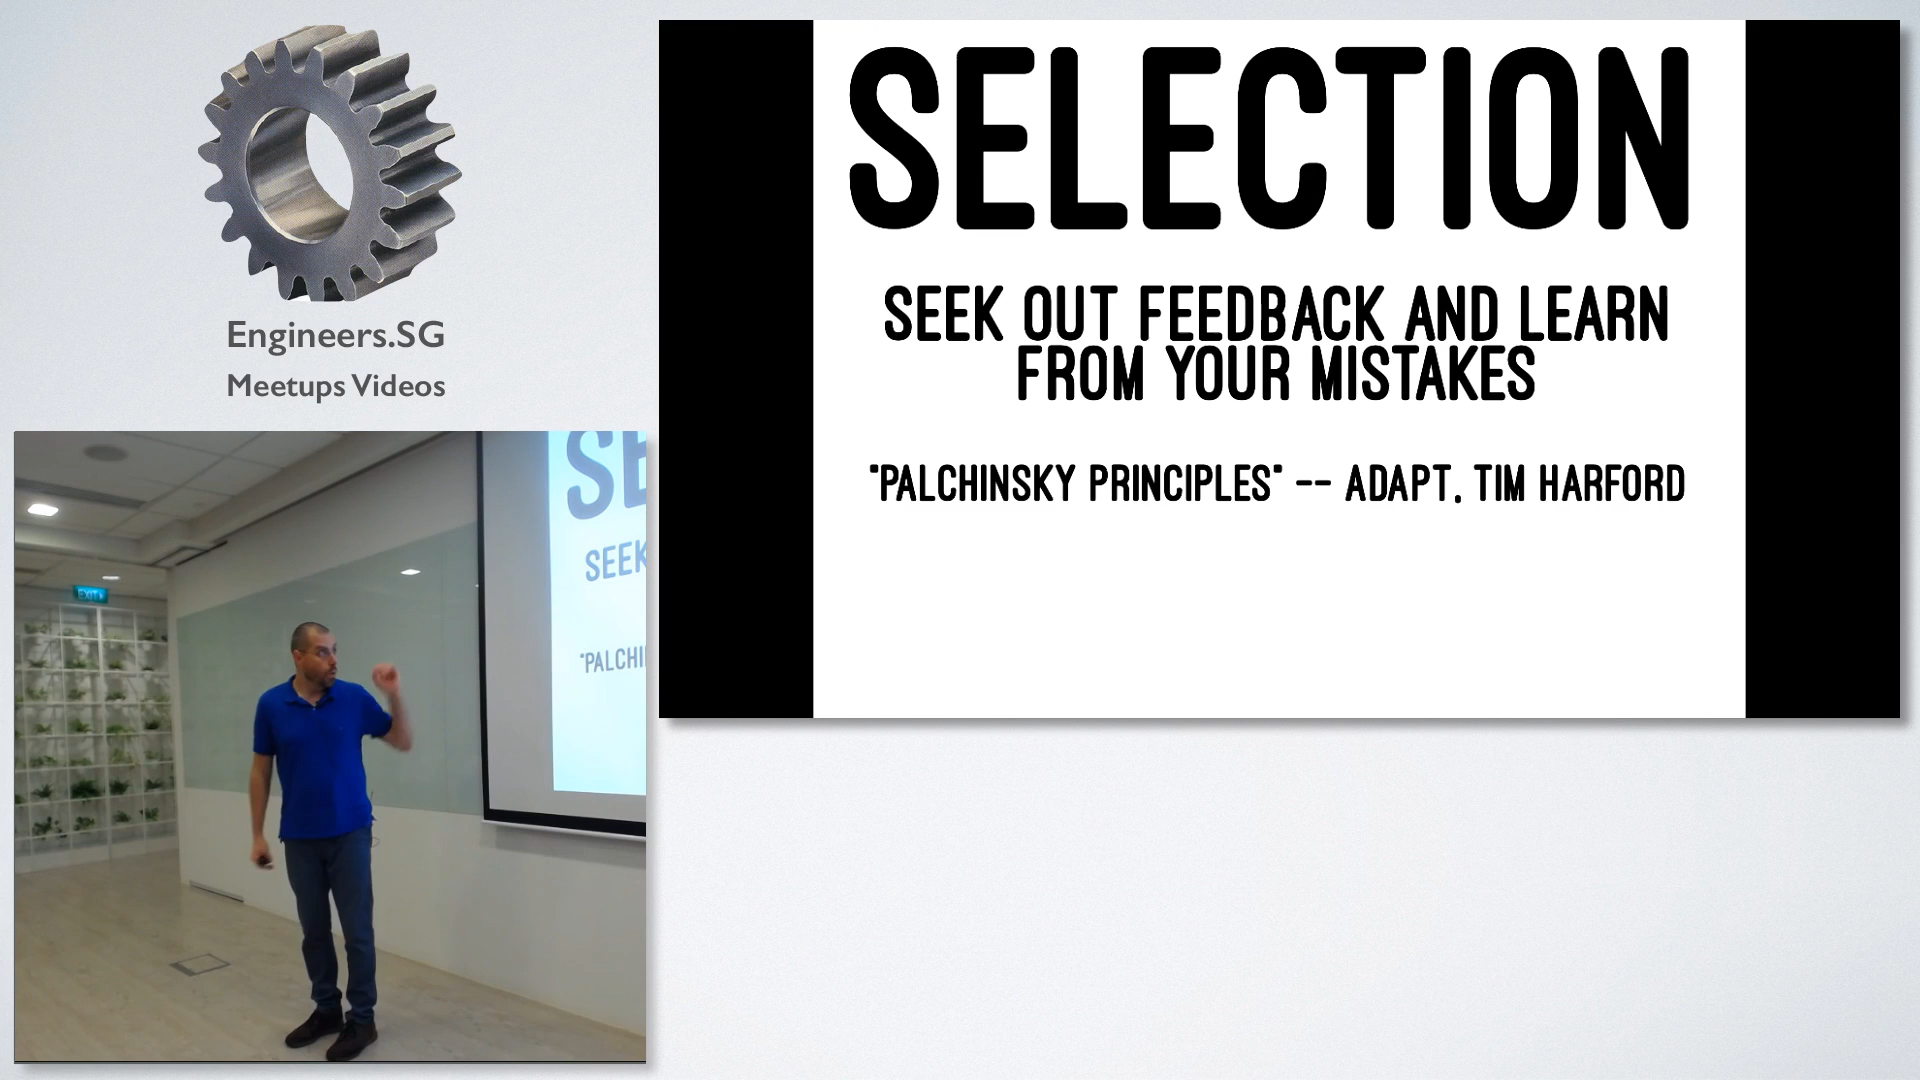 Engineers.SG
Meetups Videos
SELECTION
SEEK OUT FEEDBACK AND LEARN
FROM YOUR MISTAKES
"PALCHINSKY PRINCIPLES" -- ADAPT, TIM HARFORD
EXIT
SE
SEEK
"PALCHI